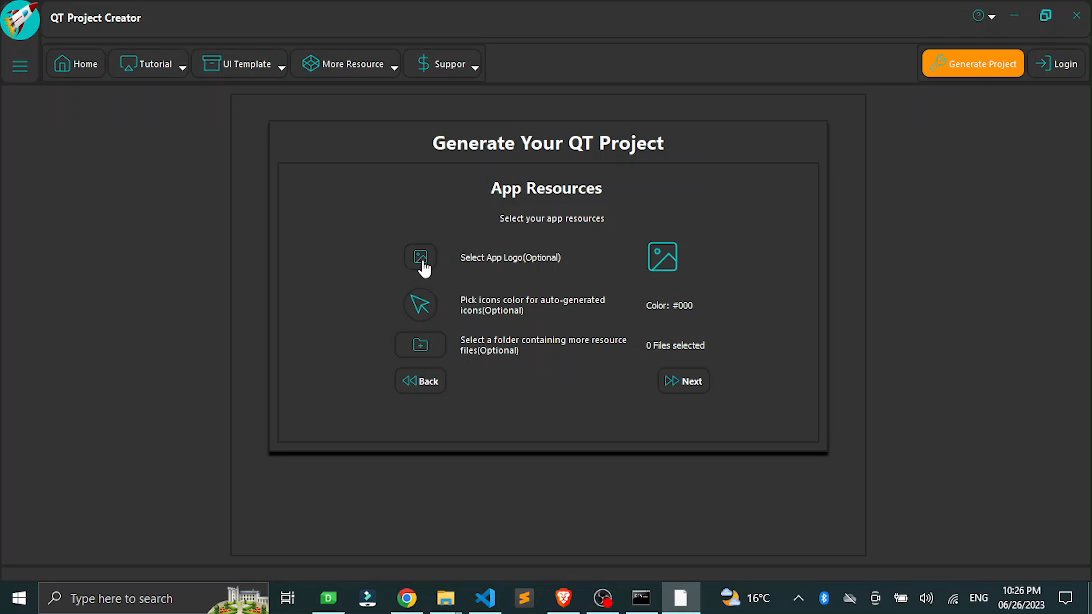 QT Project Creator
Home
Tutorial
UI Template
More Resource
Suppor
Generate Project
Login
Generate Your QT Project
App Resources
Select your app resources
Select App Logo(Optional)
Pick icons color for auto-generated
icons(Optional)
Color: #000
Select a folder containing more resource
files(Optional)
0 Files selected
Back
Next
Type here to search
16°C
ENG
10:26 PM
06/26/2023